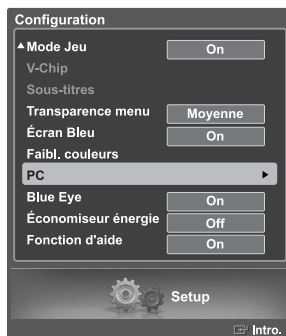 Configuration
Mode Jeu On
V-Chip
Sous-titres
Transparence menu Moyenne
Écran Bleu On
Faibl. couleurs
PC
Blue Eye On
Économiseur énergie Off
Fonction d'aide On
Setup
Intro.